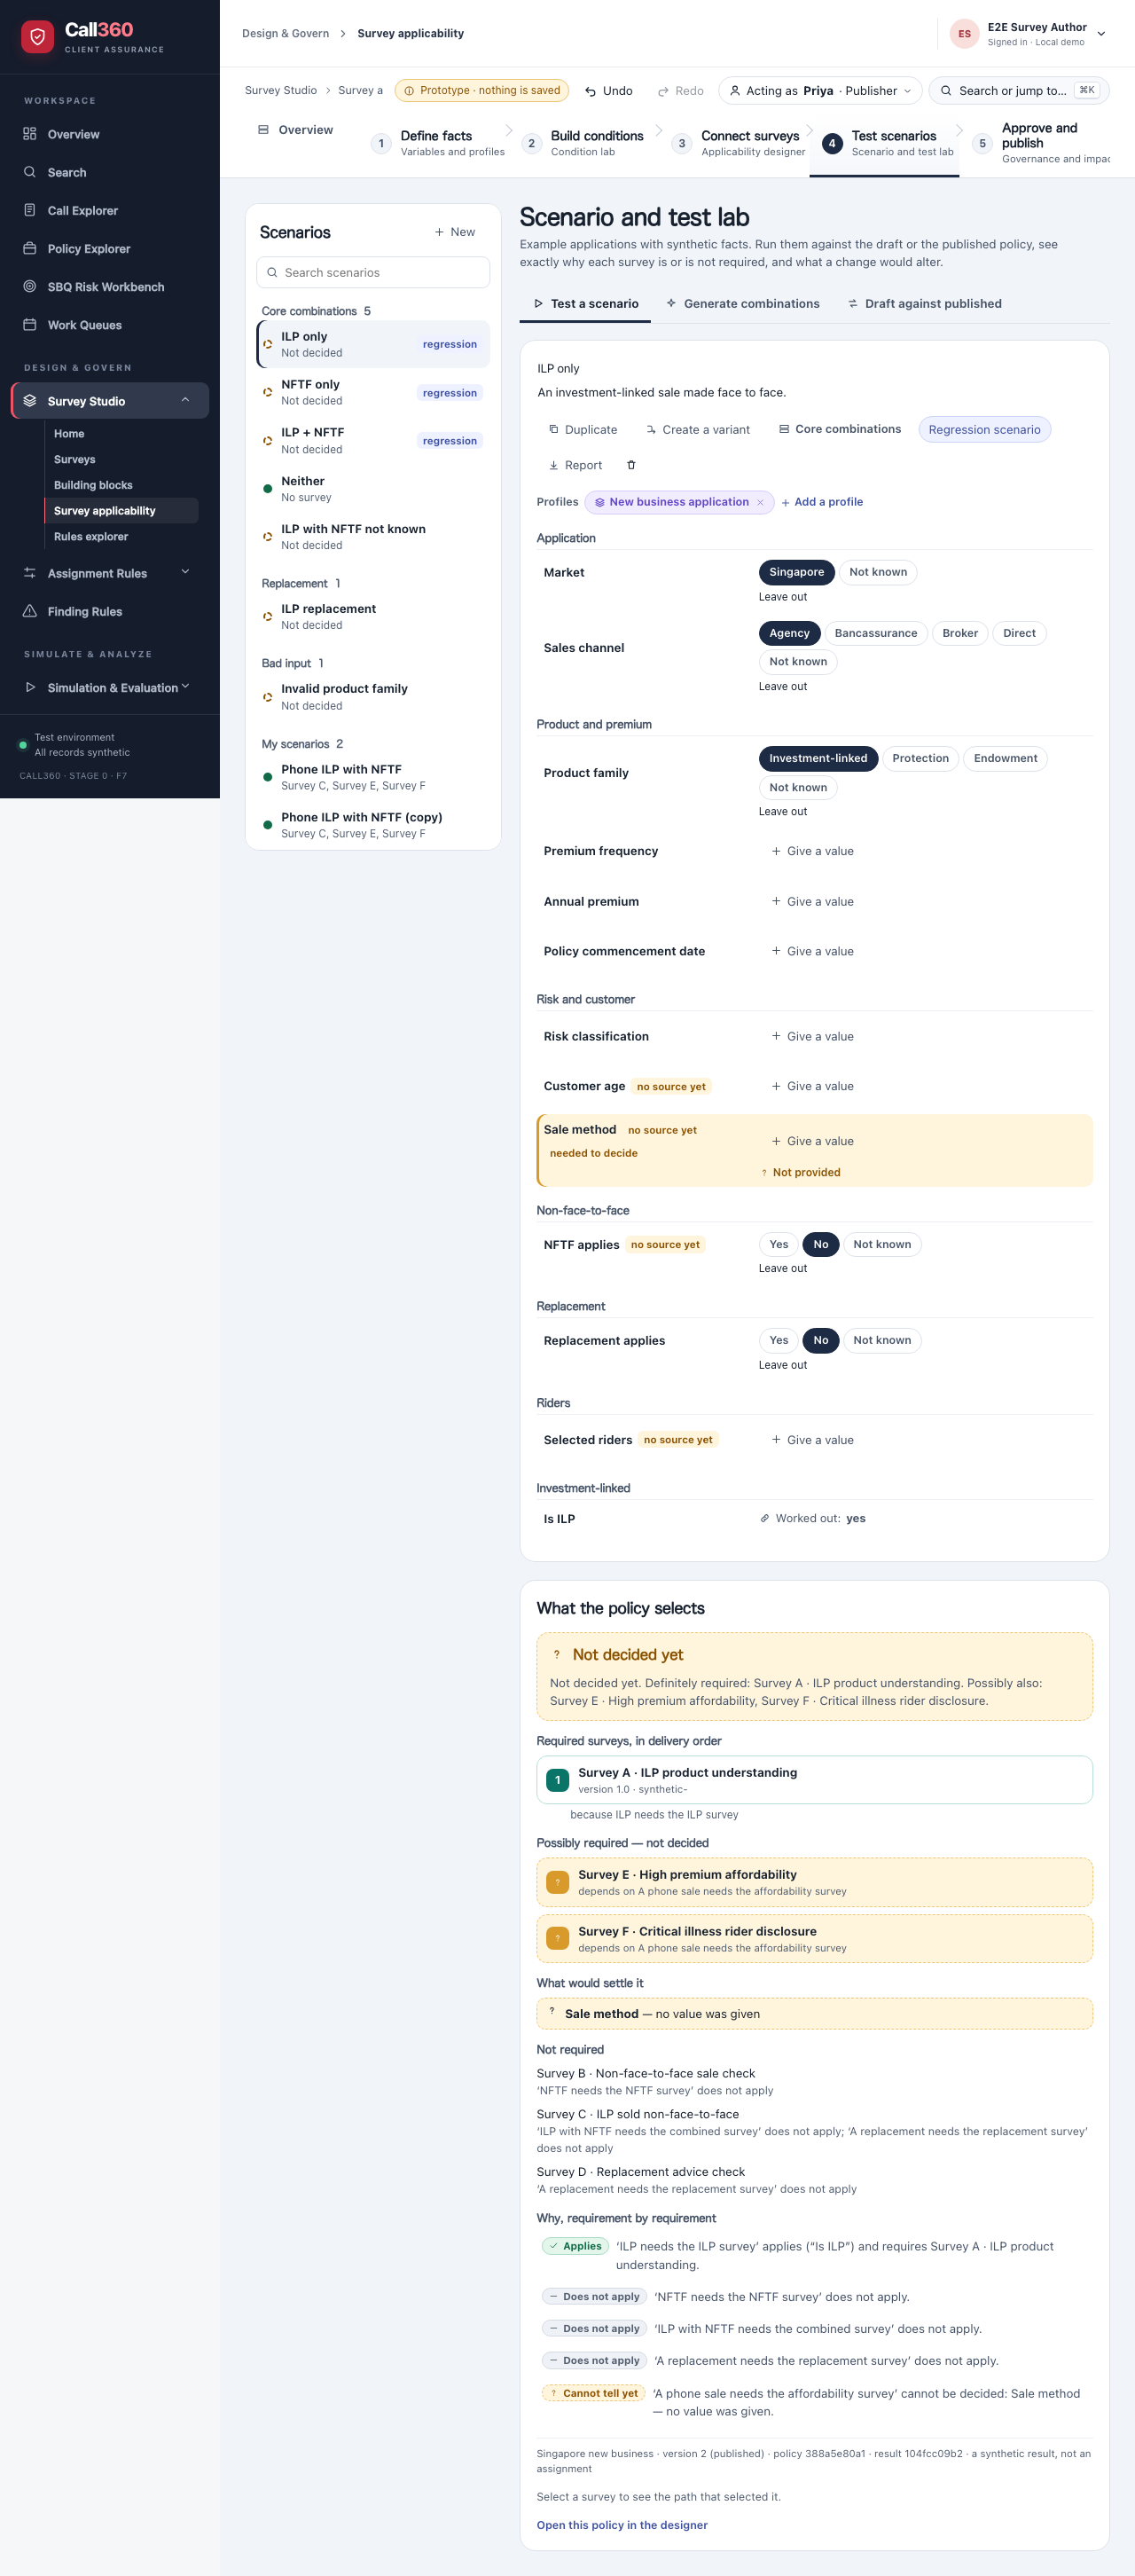 Call360
CLIENT ASSURANCE
WORKSPACE
Overview
Search
Call Explorer
Policy Explorer
SBQ Risk Workbench
Work Queues
DESIGN & GOVERN
Survey Studio
Home
Surveys
Building blocks
Survey applicability
Rules explorer
Assignment Rules
Finding Rules
SIMULATE & ANALYZE
Simulation & Evaluation
Test environment
All records synthetic
CALL360 · STAGE 0 · F7
Design & Govern > Survey applicability
ES
E2E Survey Author
Signed in · Local demo
Survey Studio > Survey a
Prototype · nothing is saved
Undo
Redo
Acting as Priya · Publisher
Search or jump to... ⌘K
Overview
1 Define facts
Variables and profiles
2 Build conditions
Condition lab
3 Connect surveys
Applicability designer
4 Test scenarios
Scenario and test lab
5 Approve and publish
Governance and impac
Scenarios
+ New
Search scenarios
Core combinations 5
ILP only
Not decided
regression
NFTF only
Not decided
regression
ILP + NFTF
Not decided
regression
Neither
No survey
ILP with NFTF not known
Not decided
Replacement 1
ILP replacement
Not decided
Bad input 1
Invalid product family
Not decided
My scenarios 2
Phone ILP with NFTF
Survey C, Survey E, Survey F
Phone ILP with NFTF (copy)
Survey C, Survey E, Survey F
Scenario and test lab
Example applications with synthetic facts. Run them against the draft or the published policy, see
exactly why each survey is or is not required, and what a change would alter.
Test a scenario
Generate combinations
Draft against published
ILP only
An investment-linked sale made face to face.
Duplicate
Create a variant
Core combinations
Regression scenario
Report
Profiles New business application × + Add a profile
Application
Market
Singapore Not known
Leave out
Sales channel
Agency Bancassurance Broker Direct
Not known
Leave out
Product and premium
Product family
Investment-linked Protection Endowment
Not known
Leave out
Premium frequency + Give a value
Annual premium + Give a value
Policy commencement date + Give a value
Risk and customer
Risk classification + Give a value
Customer age no source yet + Give a value
Sale method no source yet
needed to decide
+ Give a value
? Not provided
Non-face-to-face
NFTF applies no source yet
Yes No Not known
Leave out
Replacement
Replacement applies
Yes No Not known
Leave out
Riders
Selected riders no source yet + Give a value
Investment-linked
Is ILP
Worked out: yes
What the policy selects
? Not decided yet
Not decided yet. Definitely required: Survey A · ILP product understanding. Possibly also:
Survey E · High premium affordability, Survey F · Critical illness rider disclosure.
Required surveys, in delivery order
1 Survey A · ILP product understanding
version 1.0 · synthetic-
because ILP needs the ILP survey
Possibly required — not decided
? Survey E · High premium affordability
depends on A phone sale needs the affordability survey
? Survey F · Critical illness rider disclosure
depends on A phone sale needs the affordability survey
What would settle it
? Sale method — no value was given
Not required
Survey B · Non-face-to-face sale check
‘NFTF needs the NFTF survey’ does not apply
Survey C · ILP sold non-face-to-face
‘ILP with NFTF needs the combined survey’ does not apply; ‘A replacement needs the replacement survey’
does not apply
Survey D · Replacement advice check
‘A replacement needs the replacement survey’ does not apply
Why, requirement by requirement
Applies ‘ILP needs the ILP survey’ applies (“Is ILP”) and requires Survey A · ILP product
understanding.
Does not apply ‘NFTF needs the NFTF survey’ does not apply.
Does not apply ‘ILP with NFTF needs the combined survey’ does not apply.
Does not apply ‘A replacement needs the replacement survey’ does not apply.
? Cannot tell yet ‘A phone sale needs the affordability survey’ cannot be decided: Sale method
— no value was given.
Singapore new business · version 2 (published) · policy 388a5e80a1 · result 104fcc09b2 · a synthetic result, not an
assignment
Select a survey to see the path that selected it.
Open this policy in the designer